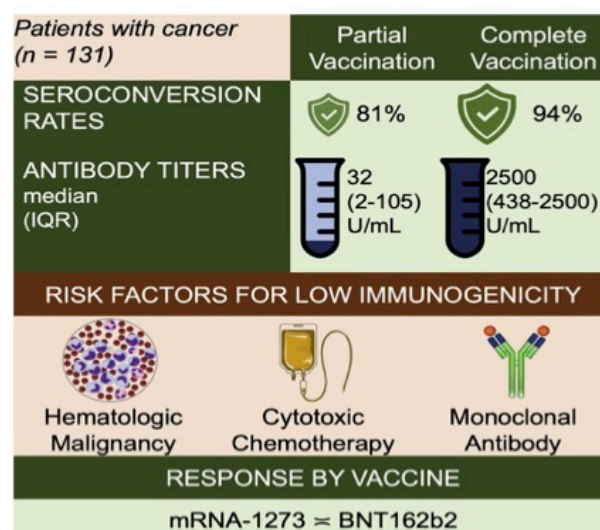 Patients with cancer
(n = 131)
Partial
Vaccination
Complete
Vaccination
SEROCONVERSION
RATES
81%
94%
ANTIBODY TITERS
median
(IQR)
32
(2-105)
U/mL
2500
(438-2500)
U/mL
RISK FACTORS FOR LOW IMMUNOGENICITY
Hematologic
Malignancy
Cytotoxic
Chemotherapy
Monoclonal
Antibody
RESPONSE BY VACCINE
mRNA-1273 ≍ BNT162b2